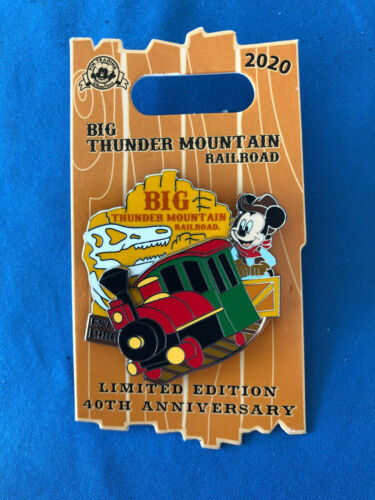 2020
BIG
THUNDER MOUNTAIN
RAILROAD
BIG
THUNDER MOUNTAIN
RAILROAD.
LIMITED EDITION
40TH ANNIVERSARY